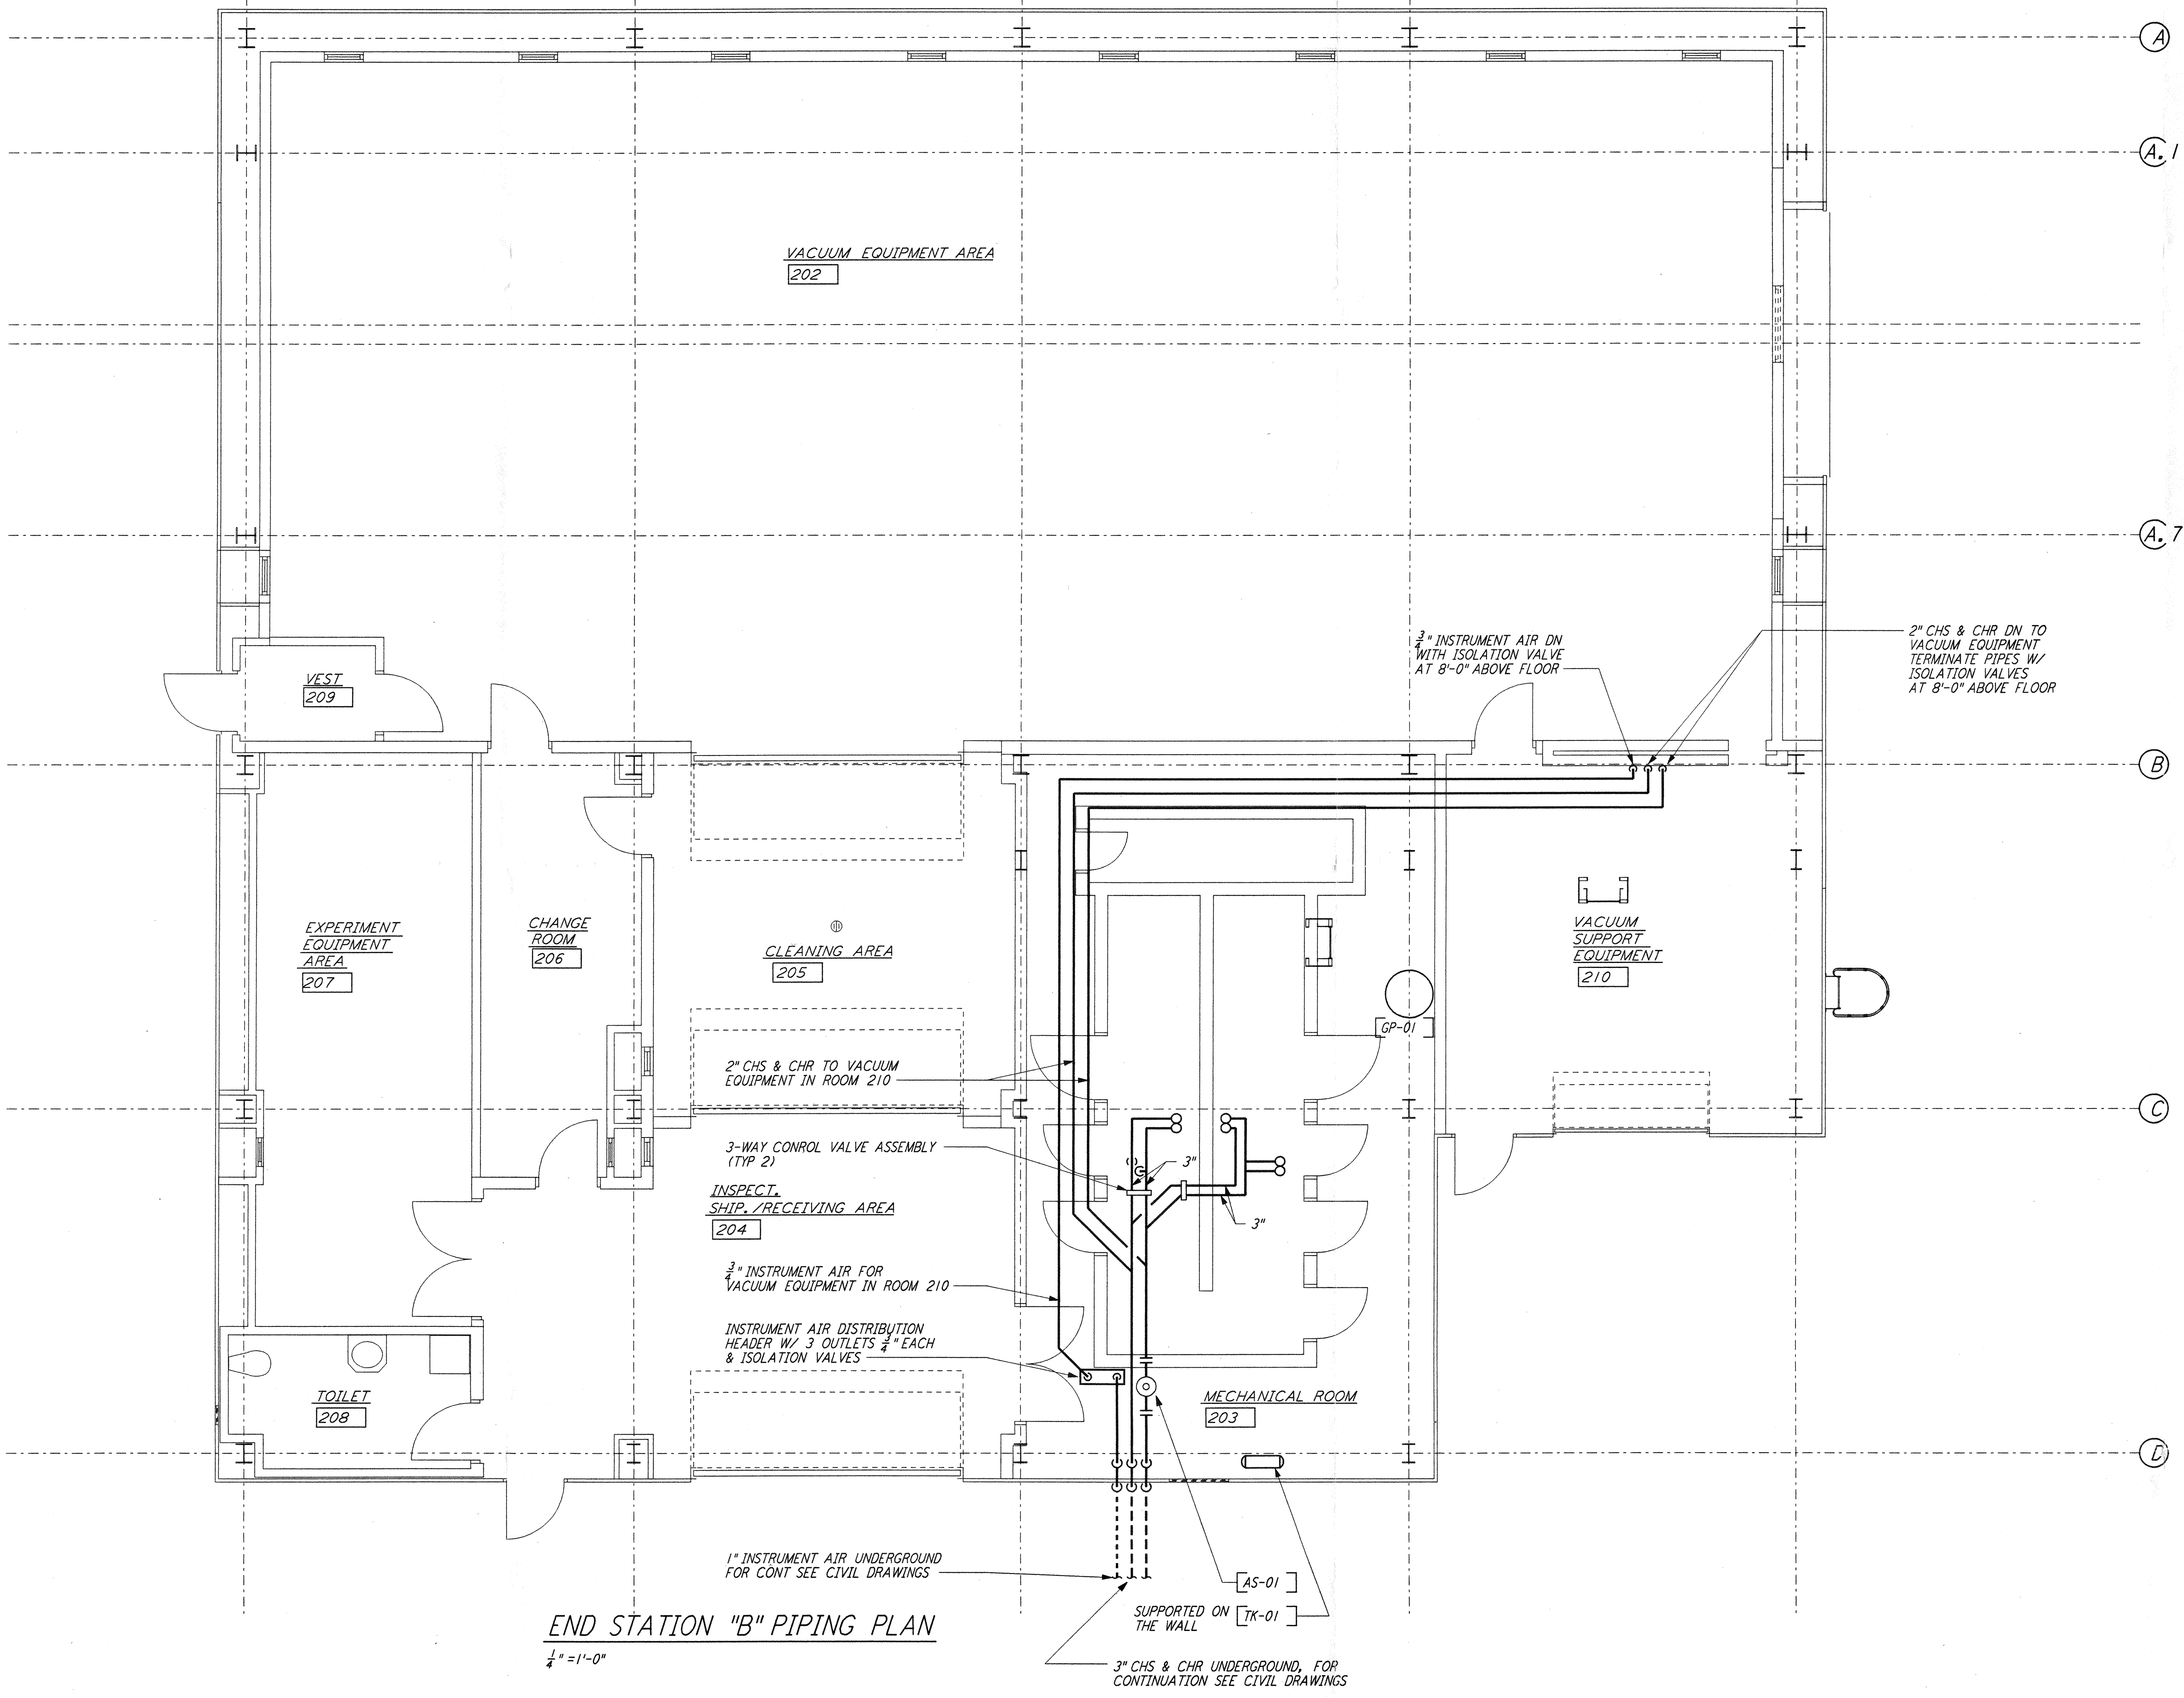 A
A.1
VACUUM EQUIPMENT AREA
202
A.7
3/4" INSTRUMENT AIR DN
WITH ISOLATION VALVE
AT 8'-0" ABOVE FLOOR
2" CHS & CHR DN TO
VACUUM EQUIPMENT
TERMINATE PIPES W/
ISOLATION VALVES
AT 8'-0" ABOVE FLOOR
VEST
209
B
EXPERIMENT
EQUIPMENT
AREA
207
CHANGE
ROOM
206
CLEANING AREA
205
VACUUM
SUPPORT
EQUIPMENT
210
GP-01
2" CHS & CHR TO VACUUM
EQUIPMENT IN ROOM 210
C
3-WAY CONROL VALVE ASSEMBLY
(TYP 2)
3"
3"
INSPECT.
SHIP./RECEIVING AREA
204
3/4" INSTRUMENT AIR FOR
VACUUM EQUIPMENT IN ROOM 210
INSTRUMENT AIR DISTRIBUTION
HEADER W/ 3 OUTLETS 3/4" EACH
& ISOLATION VALVES
TOILET
208
MECHANICAL ROOM
203
D
1" INSTRUMENT AIR UNDERGROUND
FOR CONT SEE CIVIL DRAWINGS
AS-01
SUPPORTED ON
THE WALL
TK-01
END STATION "B" PIPING PLAN
1/4" =1'-0"
3" CHS & CHR UNDERGROUND, FOR
CONTINUATION SEE CIVIL DRAWINGS